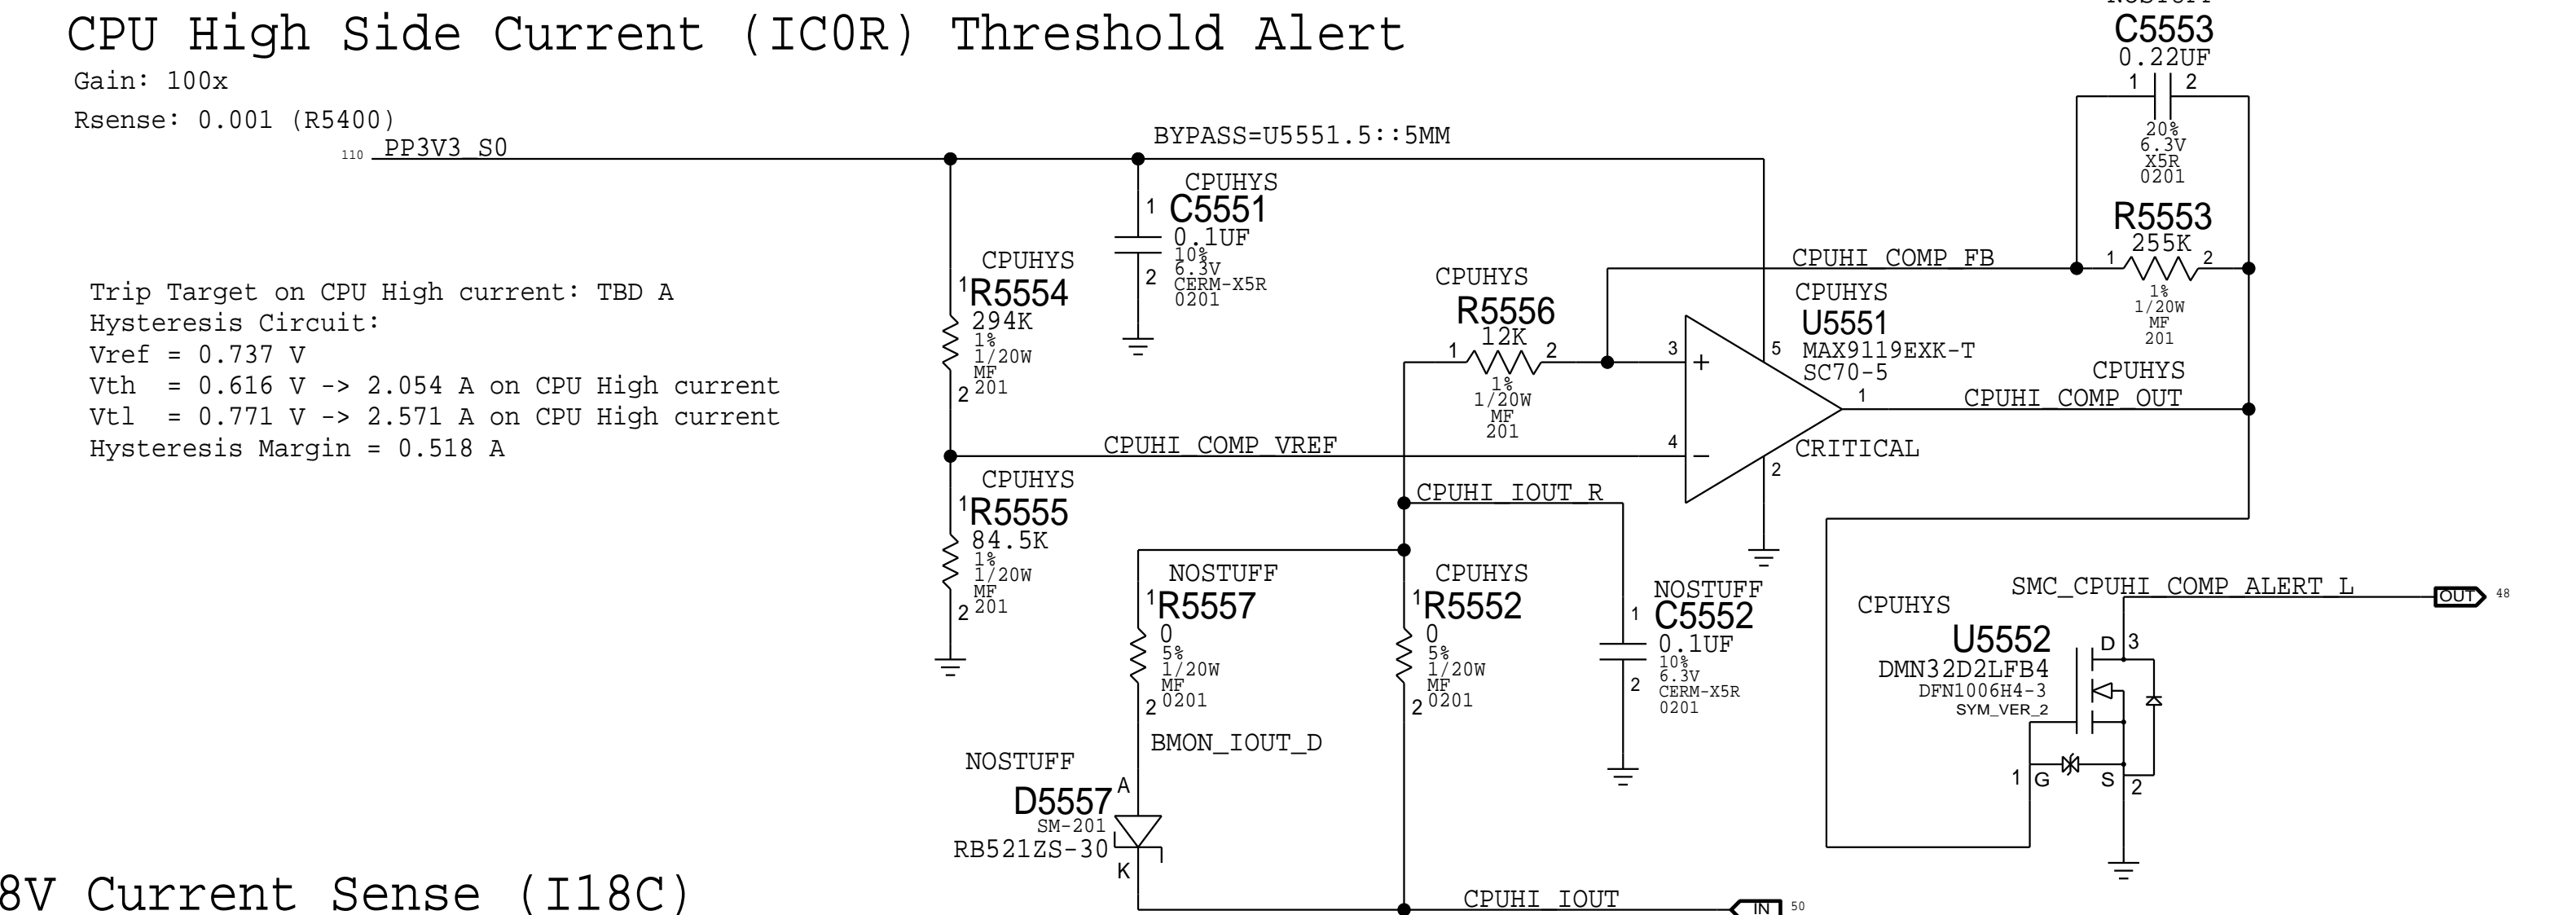 CPU High Side Current (IC0R) Threshold Alert
Gain: 100x
Rsense: 0.001 (R5400)
110 PP3V3_S0
BYPASS=U5551.5::5MM
C5553
0.22UF
1 2
20%
6.3V
X5R
0201
CPUHYS
1 C5551
0.1UF
10%
6.3V
2 CERM-X5R
0201
R5553
255K
1 2
1%
1/20W
MF
201
CPUHI_COMP_FB
CPUHYS
1 R5554
294K
1%
1/20W
MF
2 201
Trip Target on CPU High current: TBD A
Hysteresis Circuit:
Vref = 0.737 V
Vth = 0.616 V -> 2.054 A on CPU High current
Vtl = 0.771 V -> 2.571 A on CPU High current
Hysteresis Margin = 0.518 A
CPUHYS
R5556
12K
1 2
1%
1/20W
MF
201
CPUHYS
U5551
MAX9119EXK-T
SC70-5
3 + 5
4 - 2
1
CRITICAL
CPUHYS
CPUHI_COMP_OUT
CPUHI_COMP_VREF
CPUHYS
1 R5555
84.5K
1%
1/20W
MF
2 201
CPUHI_IOUT_R
NOSTUFF
1 R5557
0
5%
1/20W
MF
2 0201
CPUHYS
1 R5552
0
5%
1/20W
MF
2 0201
NOSTUFF
1 C5552
0.1UF
10%
6.3V
2 CERM-X5R
0201
SMC_CPUHI_COMP_ALERT_L
OUT 48
CPUHYS
U5552
DMN32D2LFB4
DFN1006H4-3
SYM_VER_2
D 3
1 G S 2
BMON_IOUT_D
NOSTUFF
A
D5557
SM-201
RB521ZS-30
K
CPUHI_IOUT
IN 50
8V Current Sense (I18C)